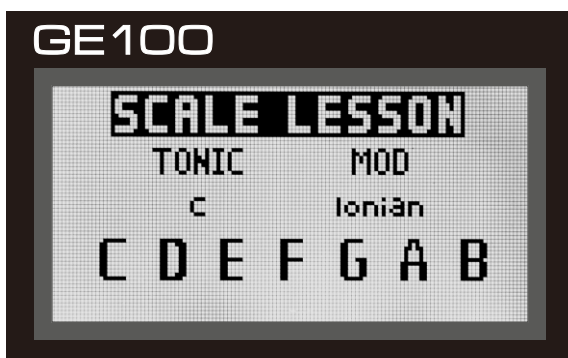 GE100
SCALE LESSON
TONIC MOD
C Ionian
C D E F G A B